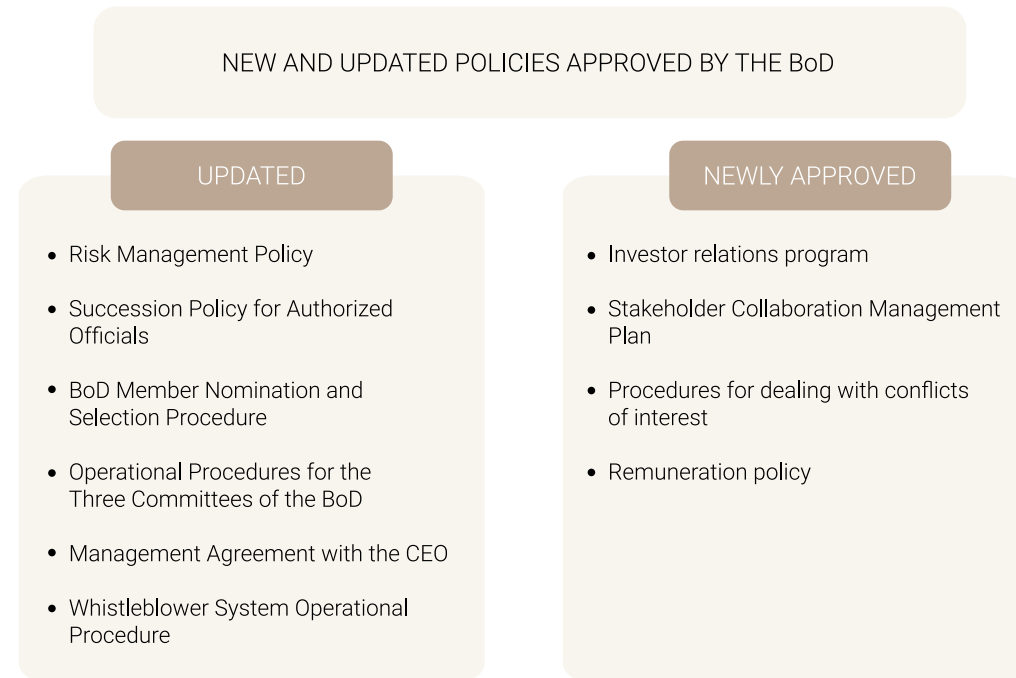 NEW AND UPDATED POLICIES APPROVED BY THE BoD
UPDATED
• Risk Management Policy
• Succession Policy for Authorized
Officials
• BoD Member Nomination and
Selection Procedure
• Operational Procedures for the
Three Committees of the BoD
• Management Agreement with the CEO
• Whistleblower System Operational
Procedure
NEWLY APPROVED
• Investor relations program
• Stakeholder Collaboration Management
Plan
• Procedures for dealing with conflicts
of interest
• Remuneration policy